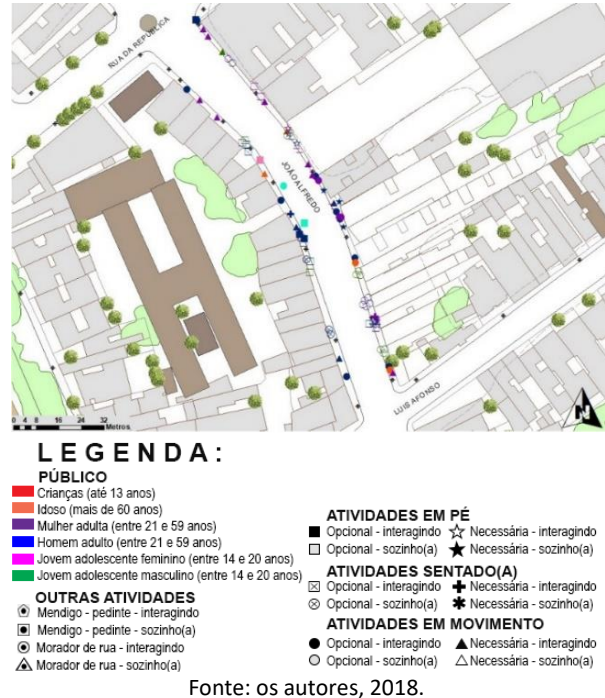 RUA DA REPÚBLICA
JOÃO ALFREDO
LUIS AFONSO
N
0 4 8 16 24 32
Metros
LEGENDA:
PÚBLICO
Crianças (até 13 anos)
Idoso (mais de 60 anos)
Mulher adulta (entre 21 e 59 anos)
Homem adulto (entre 21 e 59 anos)
Jovem adolescente feminino (entre 14 e 20 anos)
Jovem adolescente masculino (entre 14 e 20 anos)
OUTRAS ATIVIDADES
Mendigo - pedinte - interagindo
Mendigo - pedinte - sozinho(a)
Morador de rua - interagindo
Morador de rua - sozinho(a)
ATIVIDADES EM PÉ
Opcional - interagindo Necessária - interagindo
Opcional - sozinho(a) Necessária - sozinho(a)
ATIVIDADES SENTADO(A)
Opcional - interagindo Necessária - interagindo
Opcional - sozinho(a) Necessária - sozinho(a)
ATIVIDADES EM MOVIMENTO
Opcional - interagindo Necessária - interagindo
Opcional - sozinho(a) Necessária - sozinho(a)
Fonte: os autores, 2018.